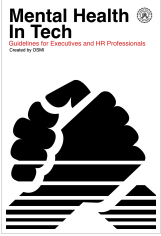 Mental Health
In Tech
Guidelines for Executives and HR Professionals
Created by OSMI